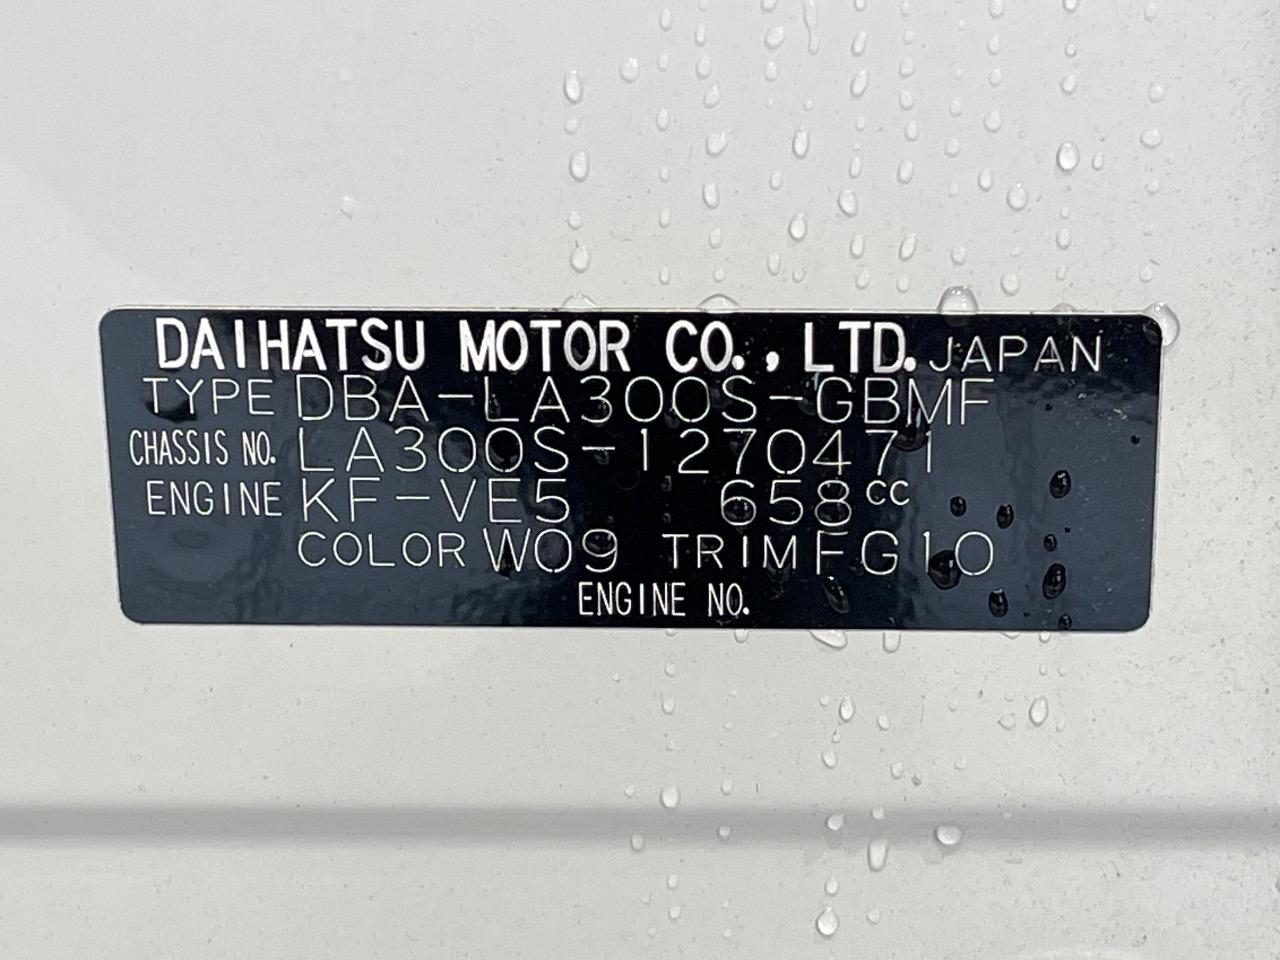 DAIHATSU MOTOR CO., LTD. JAPAN
TYPE DBA-LA300S-GBMF
CHASSIS NO. LA300S-1270471
ENGINE KF-VE5 658cc
COLOR W09 TRIM FG10
ENGINE NO.